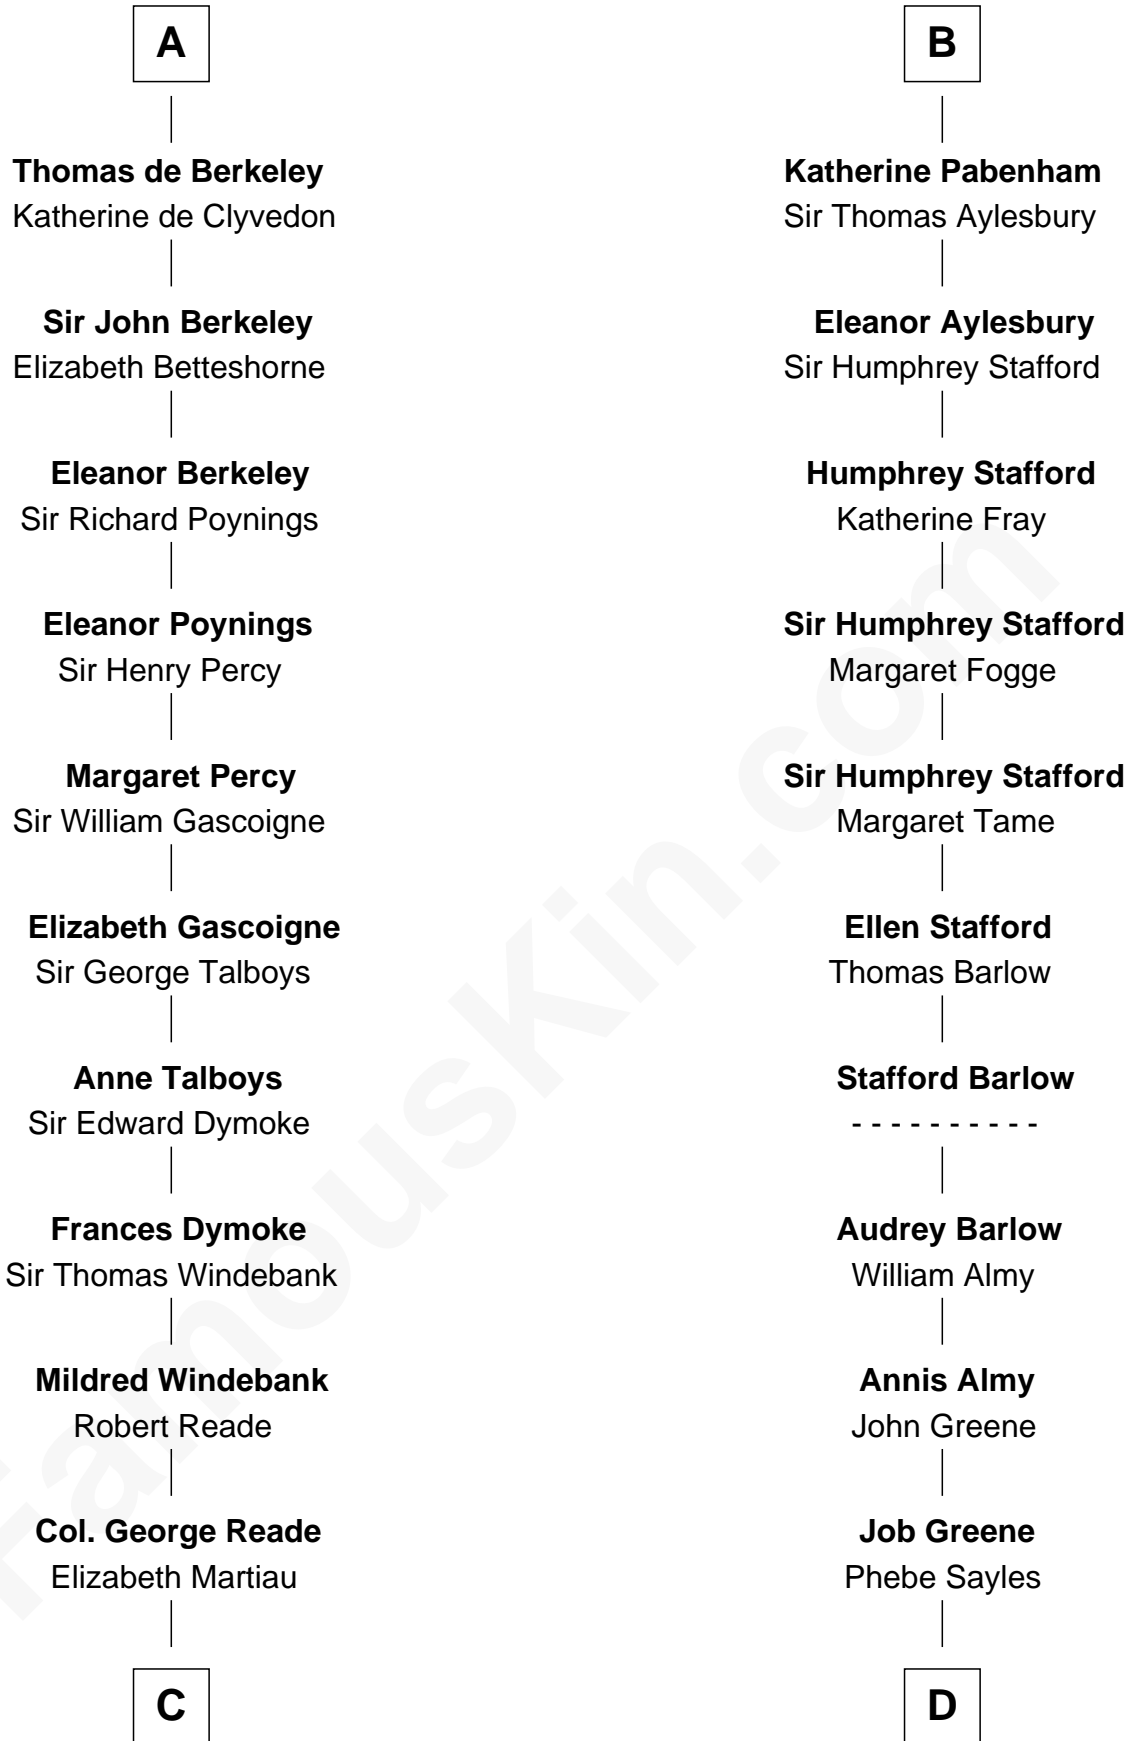 A
Thomas de Berkeley
Katherine de Clyvedon
Sir John Berkeley
Elizabeth Betteshorne
Eleanor Berkeley
Sir Richard Poynings
Eleanor Poynings
Sir Henry Percy
Margaret Percy
Sir William Gascoigne
Elizabeth Gascoigne
Sir George Talboys
Anne Talboys
Sir Edward Dymoke
Frances Dymoke
Sir Thomas Windebank
Mildred Windebank
Robert Reade
Col. George Reade
Elizabeth Martiau
C
B
Katherine Pabenham
Sir Thomas Aylesbury
Eleanor Aylesbury
Sir Humphrey Stafford
Humphrey Stafford
Katherine Fray
Sir Humphrey Stafford
Margaret Fogge
Sir Humphrey Stafford
Margaret Tame
Ellen Stafford
Thomas Barlow
Stafford Barlow
- - - - - - - - - -
Audrey Barlow
William Almy
Annis Almy
John Greene
Job Greene
Phebe Sayles
D
FamousKin.com